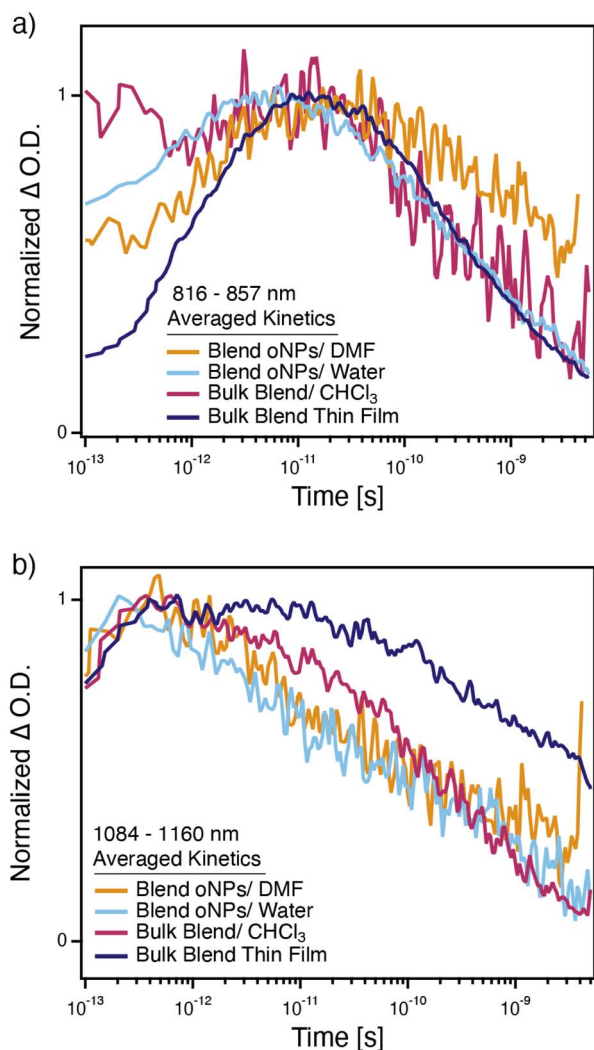 a)
1
0
Normalized Δ O.D.
816 - 857 nm
Averaged Kinetics
Blend oNPs/ DMF
Blend oNPs/ Water
Bulk Blend/ CHCl₃
Bulk Blend Thin Film
10⁻¹³ 10⁻¹² 10⁻¹¹ 10⁻¹⁰ 10⁻⁹
Time [s]
b)
1
0
Normalized Δ O.D.
1084 - 1160 nm
Averaged Kinetics
Blend oNPs/ DMF
Blend oNPs/ Water
Bulk Blend/ CHCl₃
Bulk Blend Thin Film
10⁻¹³ 10⁻¹² 10⁻¹¹ 10⁻¹⁰ 10⁻⁹
Time [s]